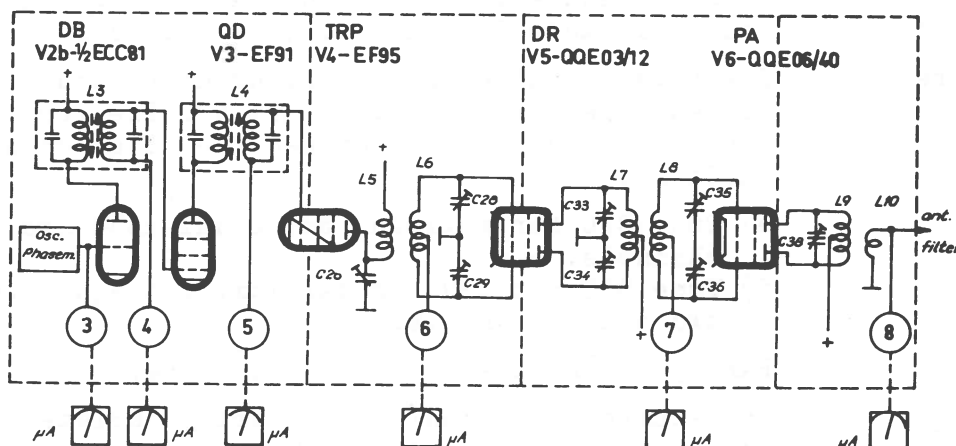 DB
V2b-½ECC81
QD
V3-EF91
TRP
V4-EF95
DR
V5-QQE03/12
PA
V6-QQE06/40
+
+
L3
L4
+
L5
L6
L7
L8
L9
L10
C28
C29
C33
C34
C35
C36
C38
C2b
Osc.
Phasem.
ant.
filter
+
+
3
4
5
6
7
8
µA
µA
µA
µA
µA
µA